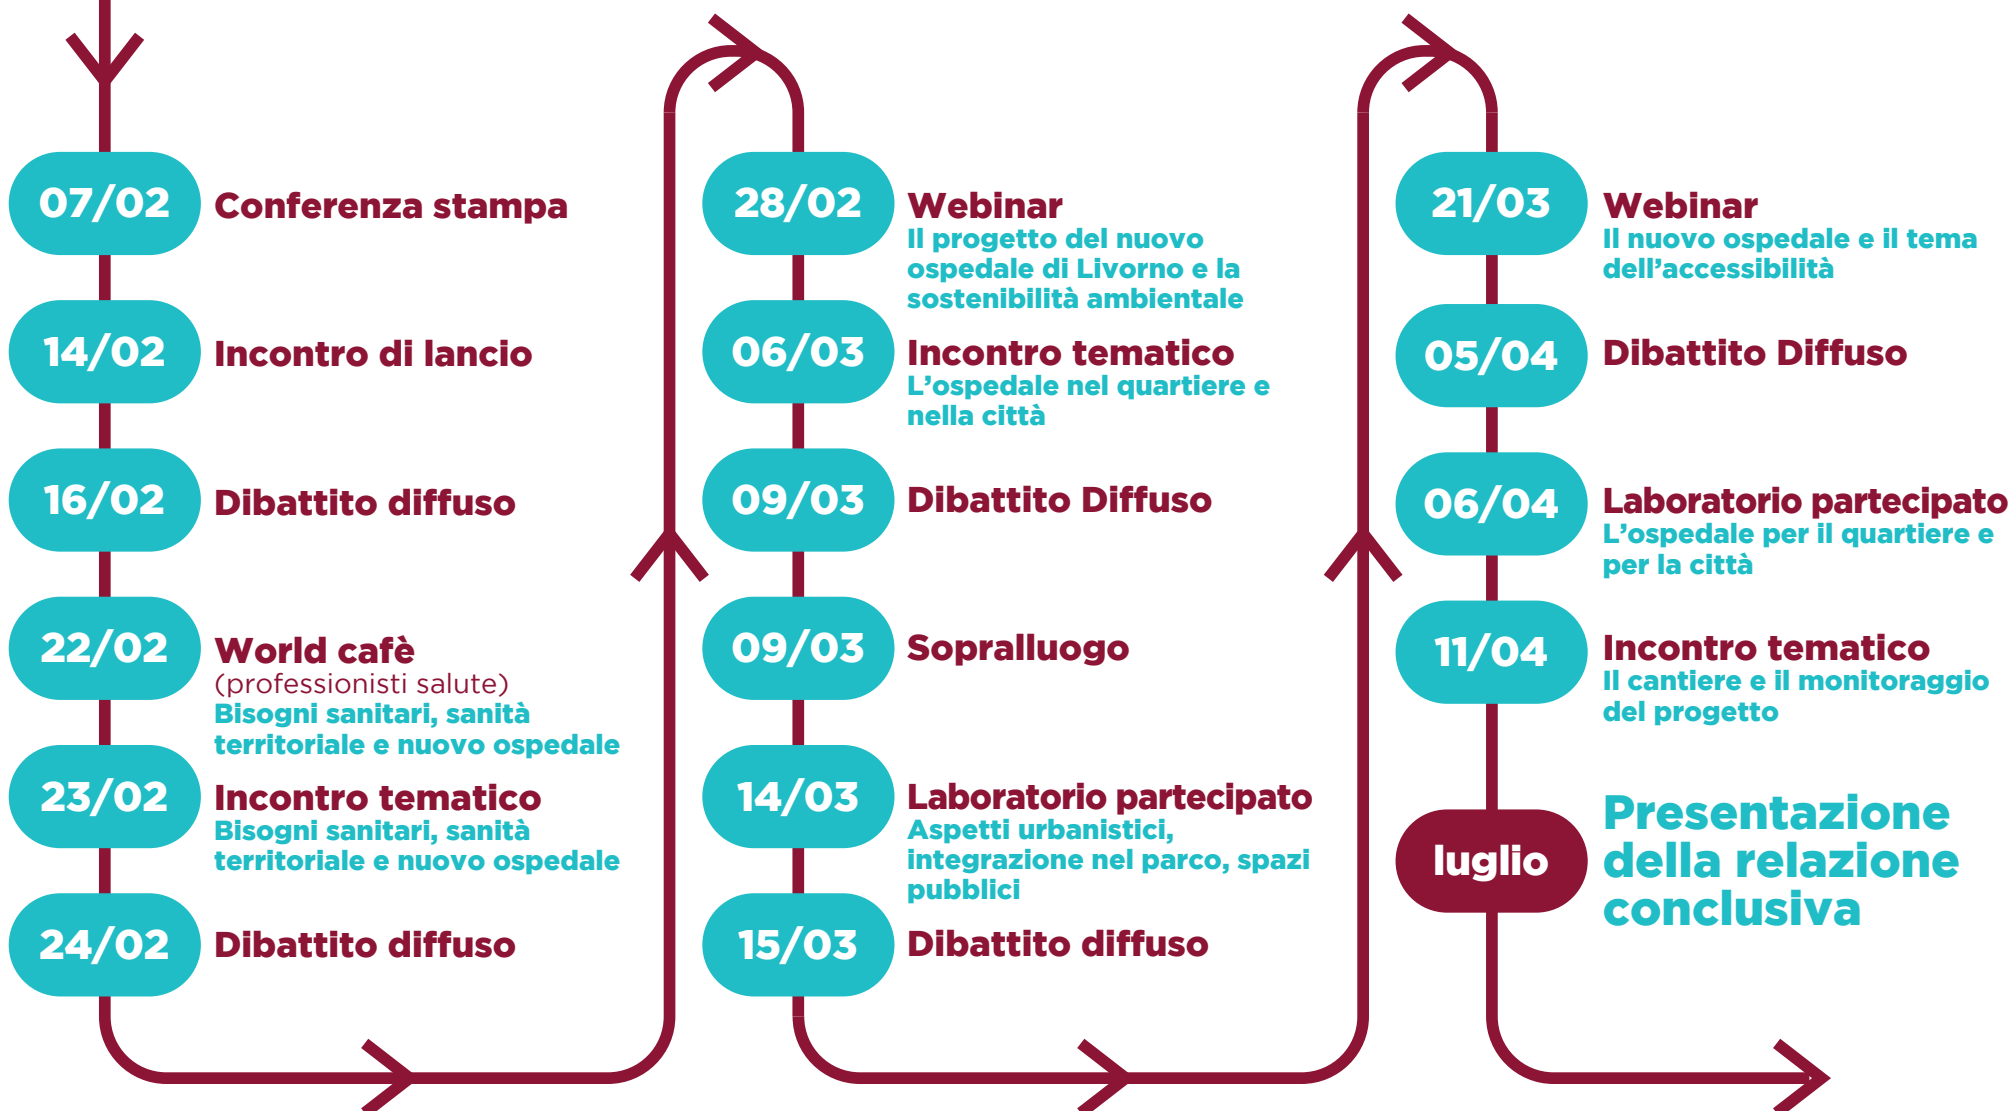 07/02
Conferenza stampa
14/02
Incontro di lancio
16/02
Dibattito diffuso
22/02
World cafè
(professionisti salute)
Bisogni sanitari, sanità
territoriale e nuovo ospedale
23/02
Incontro tematico
Bisogni sanitari, sanità
territoriale e nuovo ospedale
24/02
Dibattito diffuso
28/02
Webinar
Il progetto del nuovo
ospedale di Livorno e la
sostenibilità ambientale
06/03
Incontro tematico
L'ospedale nel quartiere e
nella città
09/03
Dibattito Diffuso
09/03
Sopralluogo
14/03
Laboratorio partecipato
Aspetti urbanistici,
integrazione nel parco, spazi
pubblici
15/03
Dibattito diffuso
21/03
Webinar
Il nuovo ospedale e il tema
dell'accessibilità
05/04
Dibattito Diffuso
06/04
Laboratorio partecipato
L'ospedale per il quartiere e
per la città
11/04
Incontro tematico
Il cantiere e il monitoraggio
del progetto
luglio
Presentazione
della relazione
conclusiva